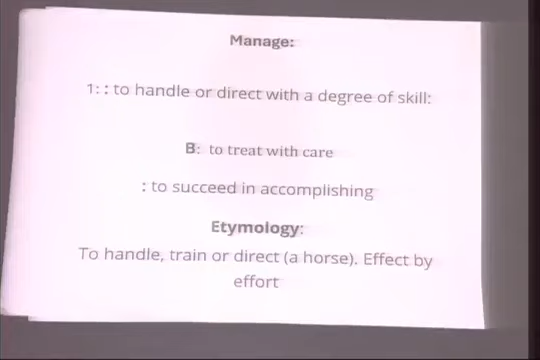 Manage:
1: : to handle or direct with a degree of skill:
B: to treat with care
: to succeed in accomplishing
Etymology:
To handle, train or direct (a horse). Effect by
effort